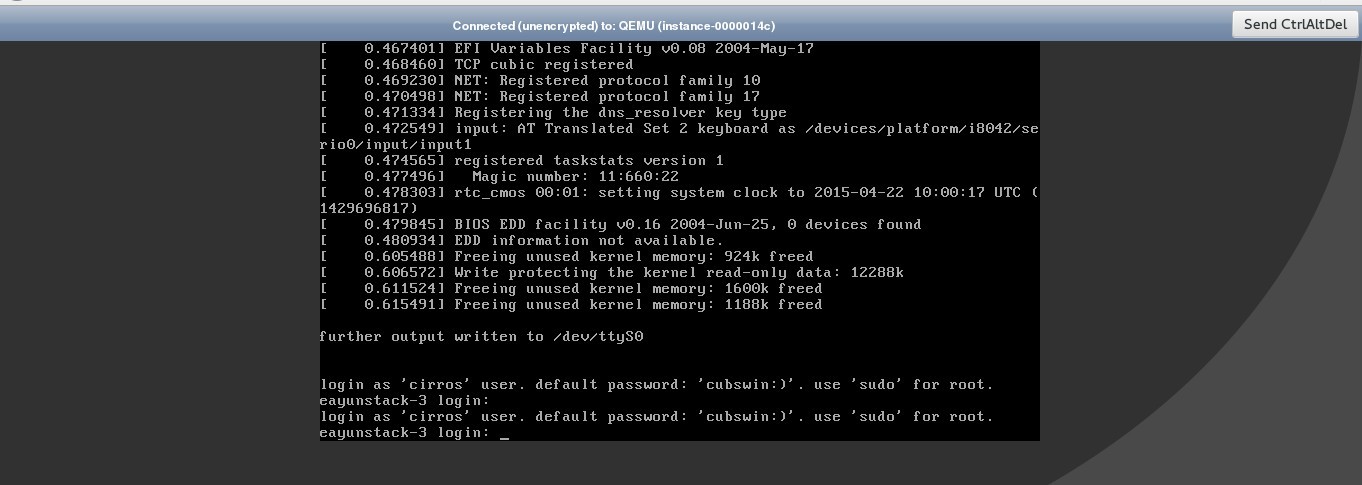 Connected (unencrypted) to: QEMU (instance-0000014c)
Send CtrlAltDel
[    0.467401] EFI Variables Facility v0.08 2004-May-17
[    0.468460] TCP cubic registered
[    0.469230] NET: Registered protocol family 10
[    0.470498] NET: Registered protocol family 17
[    0.471334] Registering the dns_resolver key type
[    0.472549] input: AT Translated Set 2 keyboard as /devices/platform/i8042/se
rio0/input/input1
[    0.474565] registered taskstats version 1
[    0.477496]   Magic number: 11:660:22
[    0.478303] rtc_cmos 00:01: setting system clock to 2015-04-22 10:00:17 UTC (
1429696817)
[    0.479845] BIOS EDD facility v0.16 2004-Jun-25, 0 devices found
[    0.480934] EDD information not available.
[    0.605488] Freeing unused kernel memory: 924k freed
[    0.606572] Write protecting the kernel read-only data: 12288k
[    0.611524] Freeing unused kernel memory: 1600k freed
[    0.615491] Freeing unused kernel memory: 1188k freed
further output written to /dev/ttyS0
login as 'cirros' user. default password: 'cubswin:)'. use 'sudo' for root.
eayunstack-3 login:
login as 'cirros' user. default password: 'cubswin:)'. use 'sudo' for root.
eayunstack-3 login: _